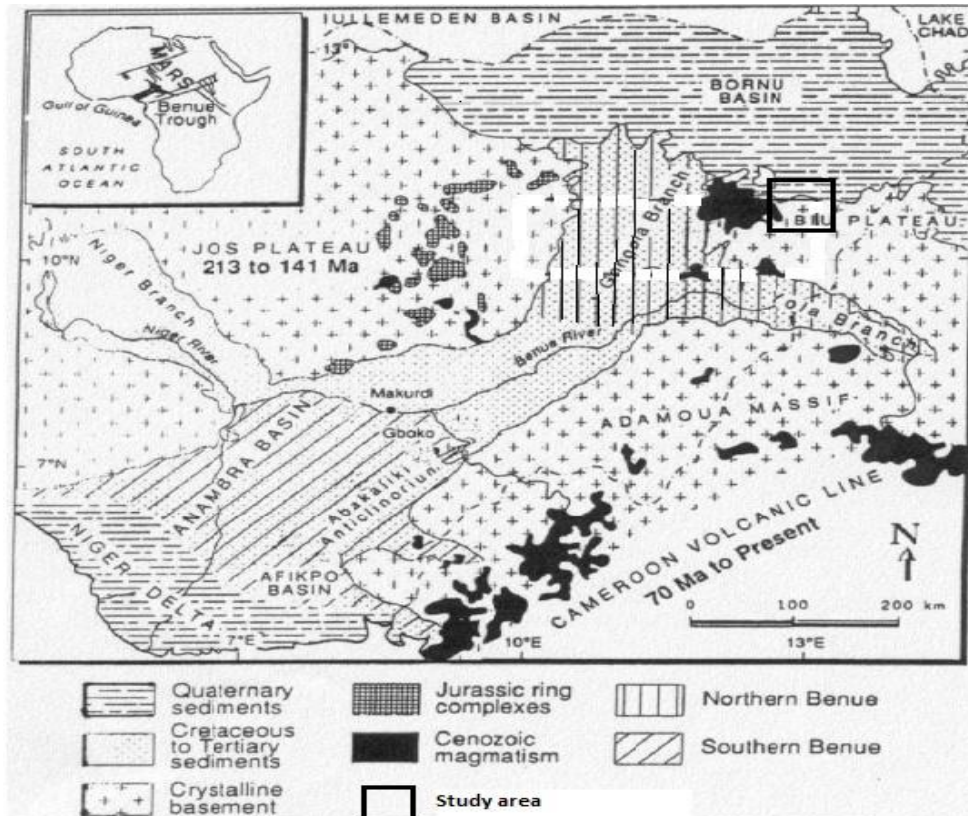 IULLEMEDEN BASIN
LAKE
CHAD
13°
WARS
Gulf of Guinea
Benue
Trough
SOUTH
ATLANTIC
OCEAN
BORNU
BASIN
BIU PLATEAU
Gongola Branch
JOS PLATEAU
213 to 141 Ma
10°N
Niger Branch
Niger River
Benue River
Yola Branch
Makurdi
Gboko
ADAMOUA MASSIF
7°N
ANAMBRA BASIN
Abakaliki
Anticlinorium
NIGER DELTA
AFIKPO
BASIN
CAMEROON VOLCANIC LINE
70 Ma to Present
N
0 100 200 km
7°E
10°E
13°E
Quaternary
sediments
Cretaceous
to Tertiary
sediments
Crystalline
basement
Jurassic ring
complexes
Cenozoic
magmatism
Study area
Northern Benue
Southern Benue